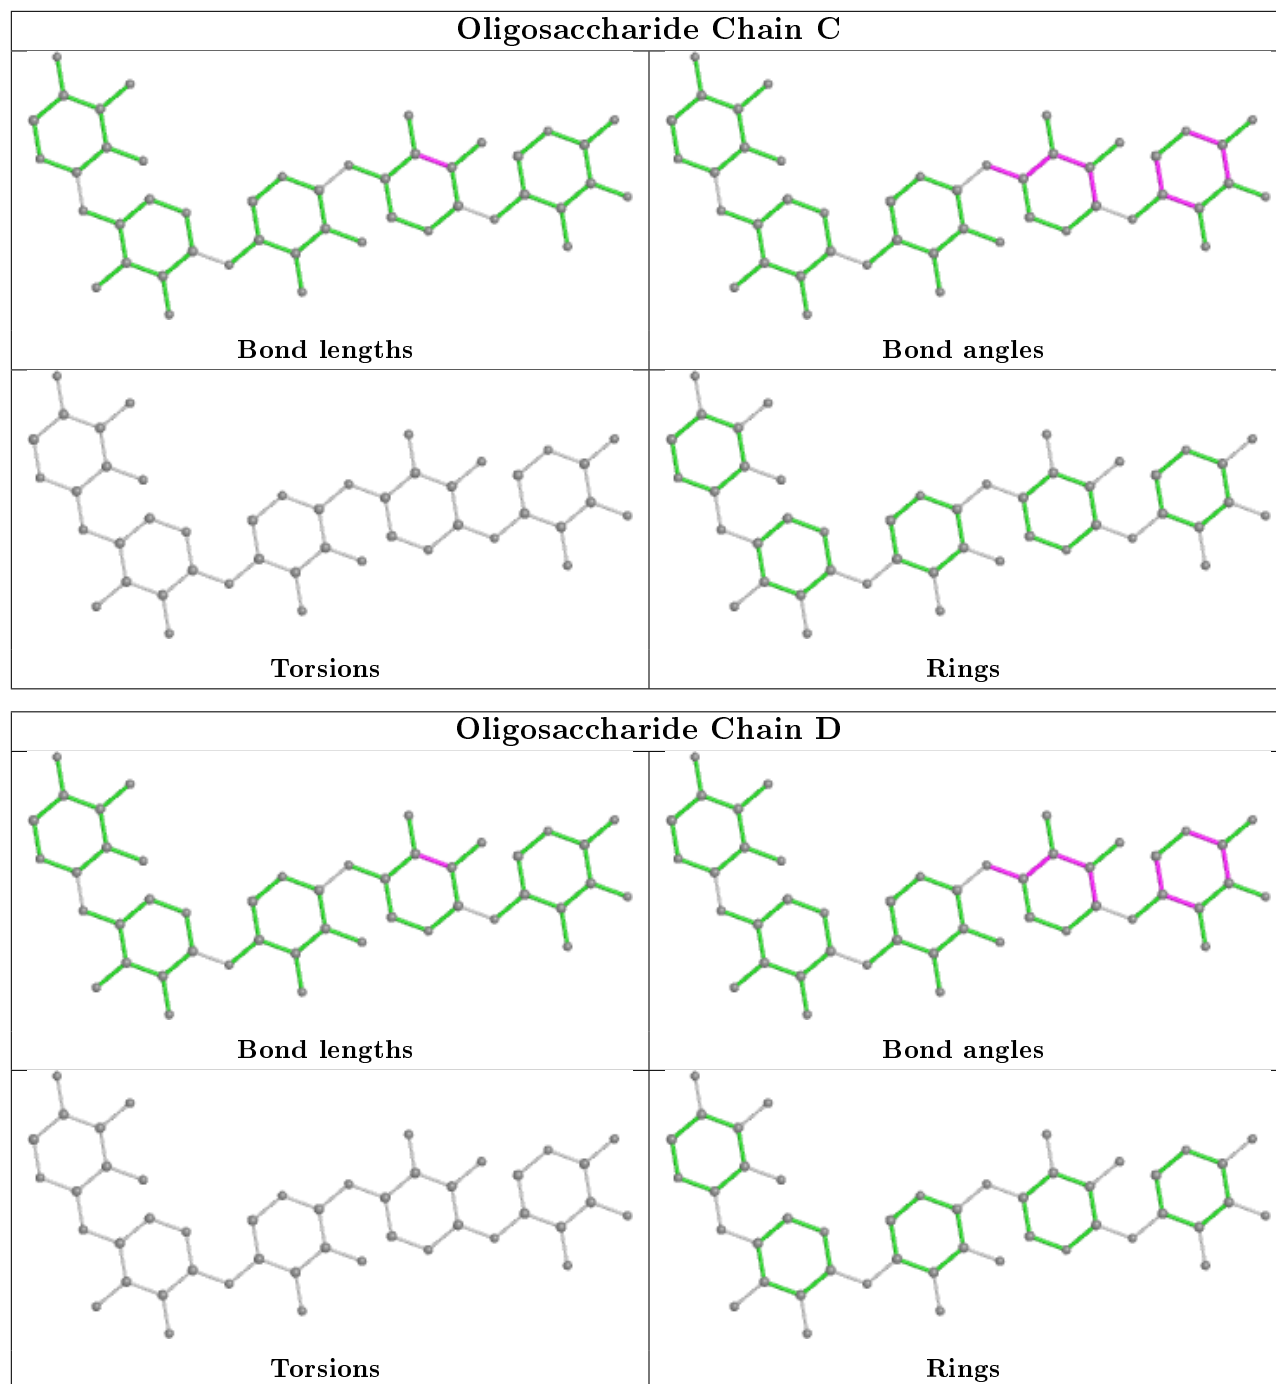 Oligosaccharide Chain C
Bond lengths
Bond angles
Torsions
Rings
Oligosaccharide Chain D
Bond lengths
Bond angles
Torsions
Rings